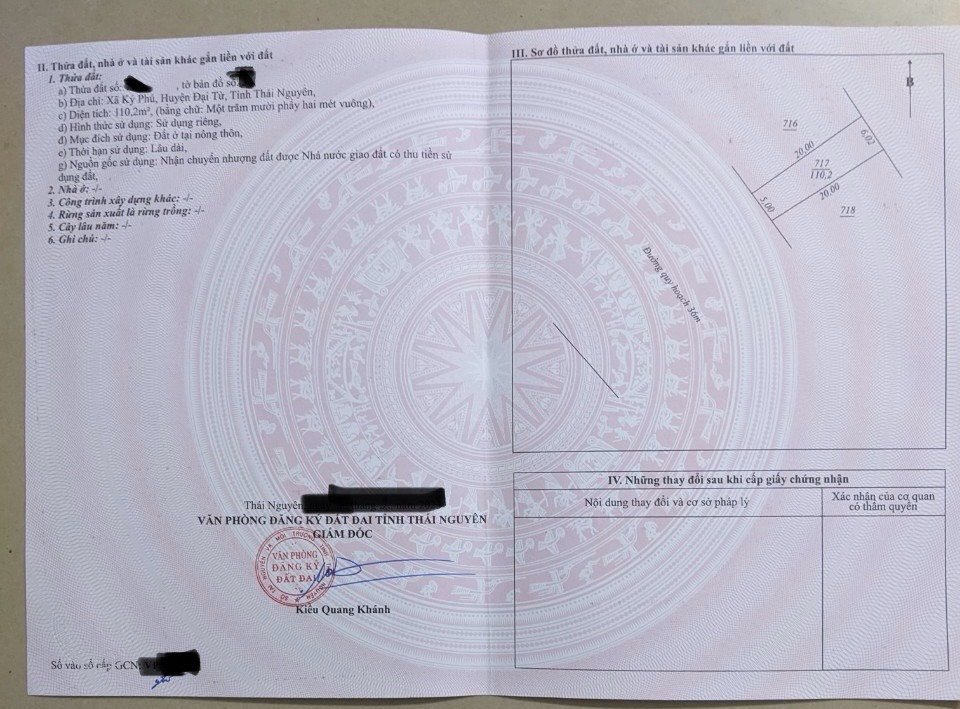 II. Thửa đất, nhà ở và tài sản khác gắn liền với đất
1. Thửa đất:
a) Thửa đất số: , tờ bản đồ số:
b) Địa chỉ: Xã Ký Phú, Huyện Đại Từ, Tỉnh Thái Nguyên,
c) Diện tích: 110,2m², (bằng chữ: Một trăm mười phẩy hai mét vuông),
d) Hình thức sử dụng: Sử dụng riêng,
đ) Mục đích sử dụng: Đất ở tại nông thôn,
e) Thời hạn sử dụng: Lâu dài,
g) Nguồn gốc sử dụng: Nhận chuyển nhượng đất được Nhà nước giao đất có thu tiền sử
dụng đất,
2. Nhà ở: -/-
3. Công trình xây dựng khác: -/-
4. Rừng sản xuất là rừng trồng: -/-
5. Cây lâu năm: -/-
6. Ghi chú: -/-
Thái Nguyên
VĂN PHÒNG ĐĂNG KÝ ĐẤT ĐAI TỈNH THÁI NGUYÊN
GIÁM ĐỐC
VĂN PHÒNG
ĐĂNG KÝ
ĐẤT ĐAI
Kiều Quang Khánh
Số vào sổ cấp GCN:
III. Sơ đồ thửa đất, nhà ở và tài sản khác gắn liền với đất
B
716
6,02
20,00
717
110,2
20,00
5,00
718
Đường quy hoạch 36m
IV. Những thay đổi sau khi cấp giấy chứng nhận
Nội dung thay đổi và cơ sở pháp lý
Xác nhận của cơ quan
có thẩm quyền